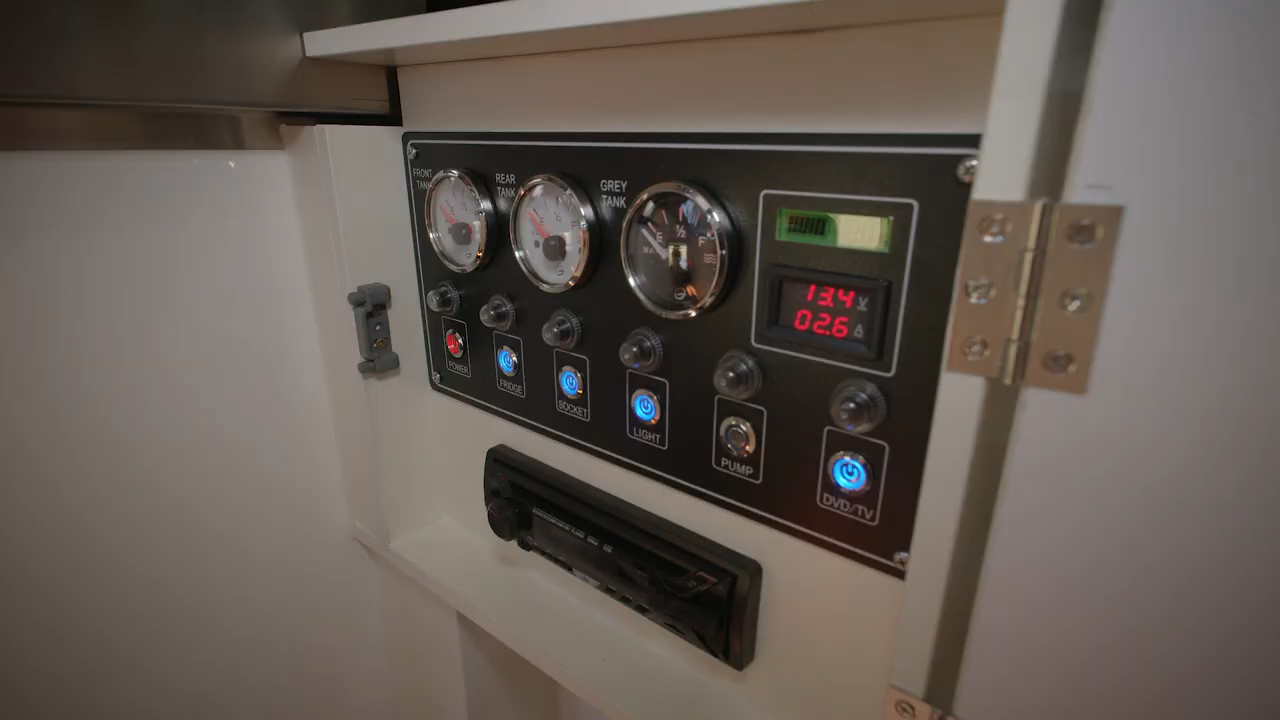 FRONT
TANK
REAR
TANK
GREY
TANK
E ½ F
13.4 V
02.6 A
POWER
FRIDGE
SOCKET
LIGHT
PUMP
DVD/TV